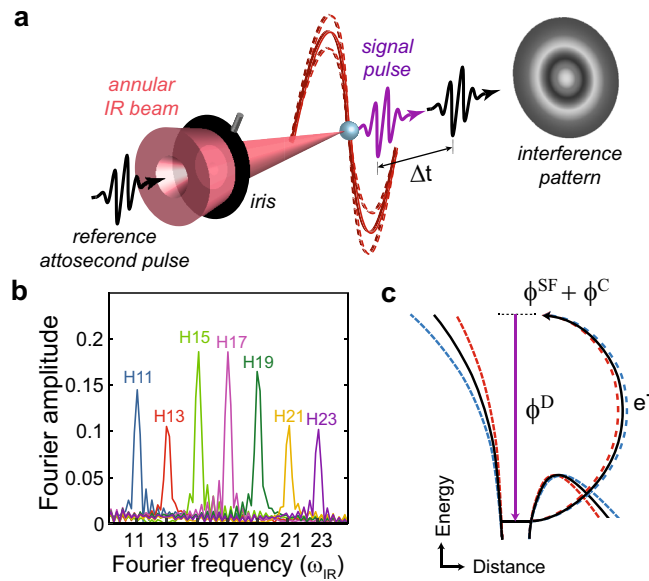 a
annular
IR beam
signal
pulse
Δt
iris
interference
pattern
reference
attosecond pulse
b
Fourier amplitude
0.2
0.15
0.1
0.05
0
H11
H13
H15
H17
H19
H21
H23
11 13 15 17 19 21 23
Fourier frequency (ω_IR)
c
ϕ^SF + ϕ^C
ϕ^D
e⁻
Energy
Distance